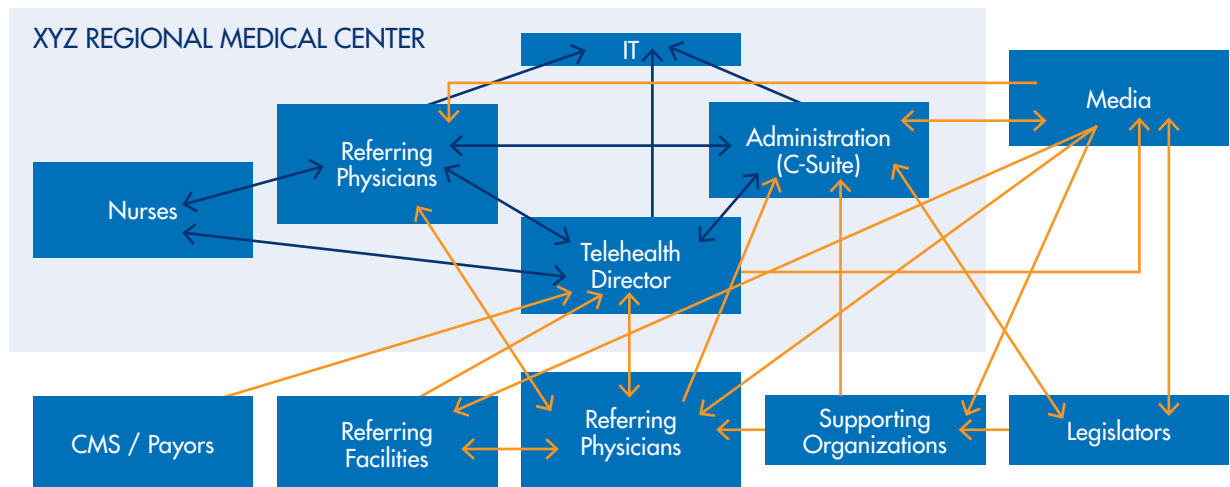 XYZ REGIONAL MEDICAL CENTER
IT
Media
Referring
Physicians
Administration
(C-Suite)
Nurses
Telehealth
Director
CMS / Payors
Referring
Facilities
Referring
Physicians
Supporting
Organizations
Legislators